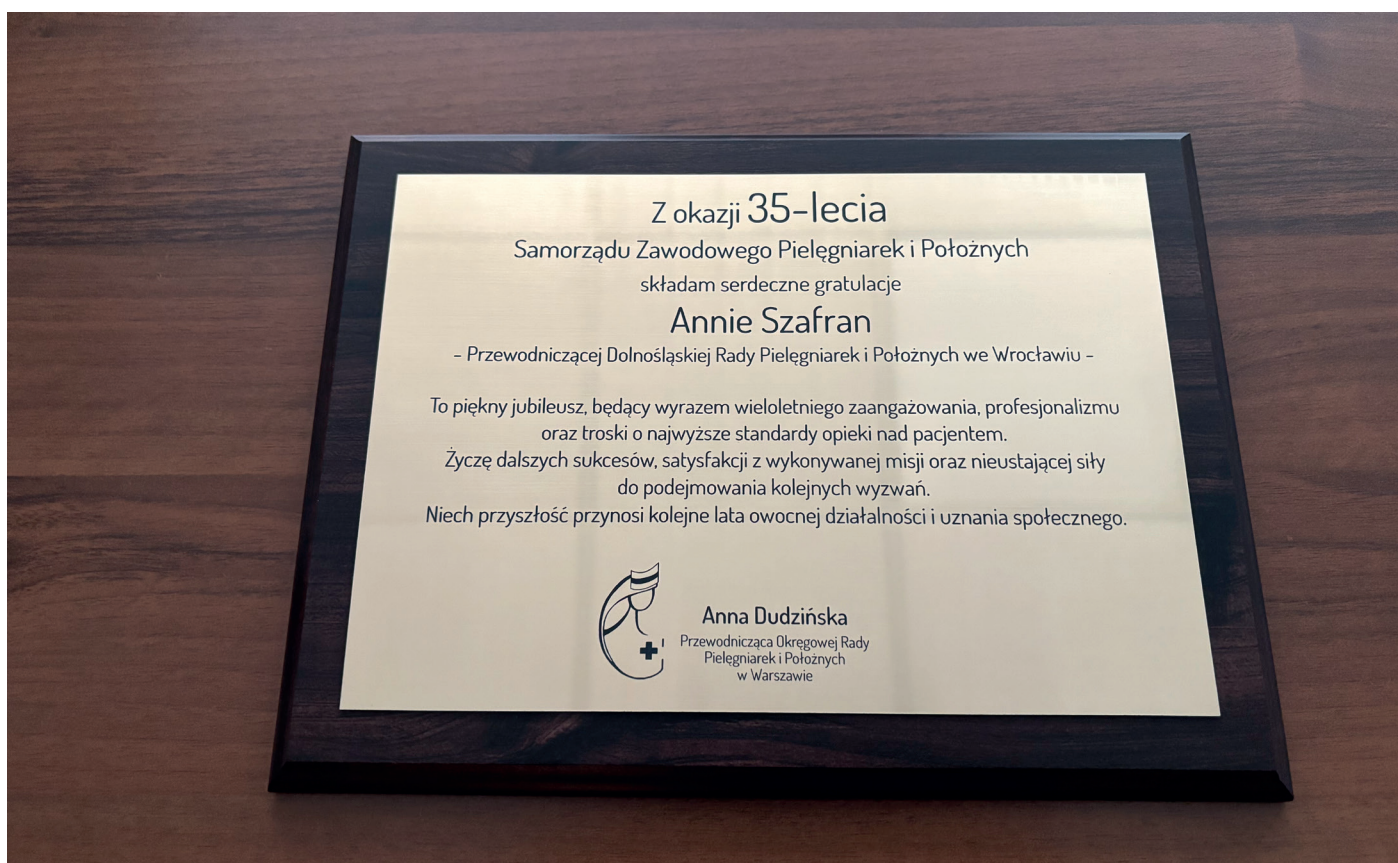 Z okazji 35-lecia
Samorządu Zawodowego Pielęgniarek i Położnych
składam serdeczne gratulacje
Annie Szafran
- Przewodniczącej Dolnośląskiej Rady Pielęgniarek i Położnych we Wrocławiu -
To piękny jubileusz, będący wyrazem wieloletniego zaangażowania, profesjonalizmu
oraz troski o najwyższe standardy opieki nad pacjentem.
Życzę dalszych sukcesów, satysfakcji z wykonywanej misji oraz nieustającej siły
do podejmowania kolejnych wyzwań.
Niech przyszłość przynosi kolejne lata owocnej działalności i uznania społecznego.
Anna Dudzińska
Przewodnicząca Okręgowej Rady
Pielęgniarek i Położnych
w Warszawie